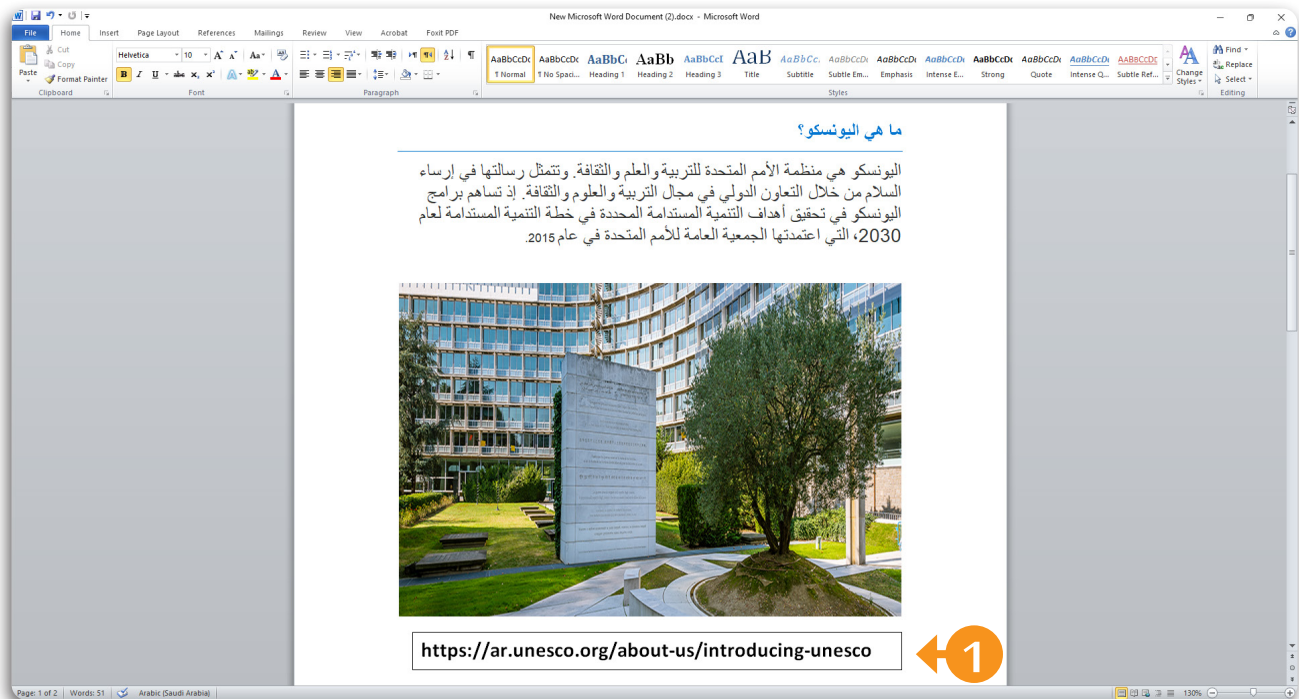 New Microsoft Word Document (2).docx - Microsoft Word
File Home Insert Page Layout References Mailings Review View Acrobat Foxit PDF
Paste
Cut
Copy
Format Painter
Clipboard
Helvetica 10
Font
Paragraph
AaBbCcDc AaBbCcDc AaBbC AaBb AaBbCcI AaB AaBbCc. AaBbCcDi AaBbCcDi AaBbCcDi AaBbCcDc AaBbCcDi AaBbCcDi AABBCCDC
¶ Normal ¶ No Spaci... Heading 1 Heading 2 Heading 3 Title Subtitle Subtle Em... Emphasis Intense E... Strong Quote Intense Q... Subtle Ref...
Change
Styles
Styles
Find
Replace
Select
Editing
ما هي اليونسكو؟
اليونسكو هي منظمة الأمم المتحدة للتربية والعلم والثقافة. وتتمثل رسالتها في إرساء
السلام من خلال التعاون الدولي في مجال التربية والعلوم والثقافة. إذ تساهم برامج
اليونسكو في تحقيق أهداف التنمية المستدامة المحددة في خطة التنمية المستدامة لعام
2030، التي اعتمدتها الجمعية العامة للأمم المتحدة في عام 2015.
https://ar.unesco.org/about-us/introducing-unesco
1
Page: 1 of 2 Words: 51 Arabic (Saudi Arabia) 130%